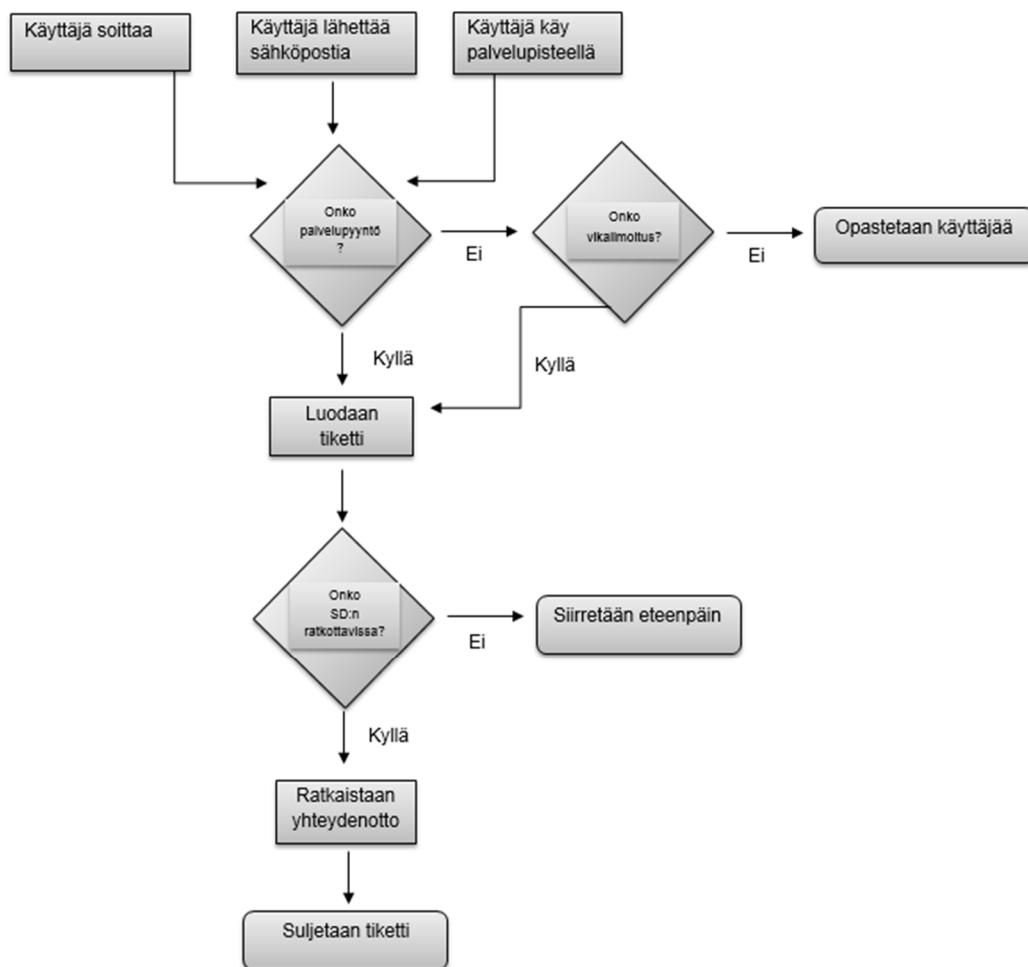 Käyttäjä soittaa
Käyttäjä lähettää
sähköpostia
Käyttäjä käy
palvelupisteellä
Onko
palvelupyyntö
?
Ei
Onko
vikailmoitus?
Ei
Opastetaan käyttäjää
Kyllä
Kyllä
Luodaan
tiketti
Onko
SD:n
ratkottavissa?
Ei
Siirretään eteenpäin
Kyllä
Ratkaistaan
yhteydenotto
Suljetaan tiketti